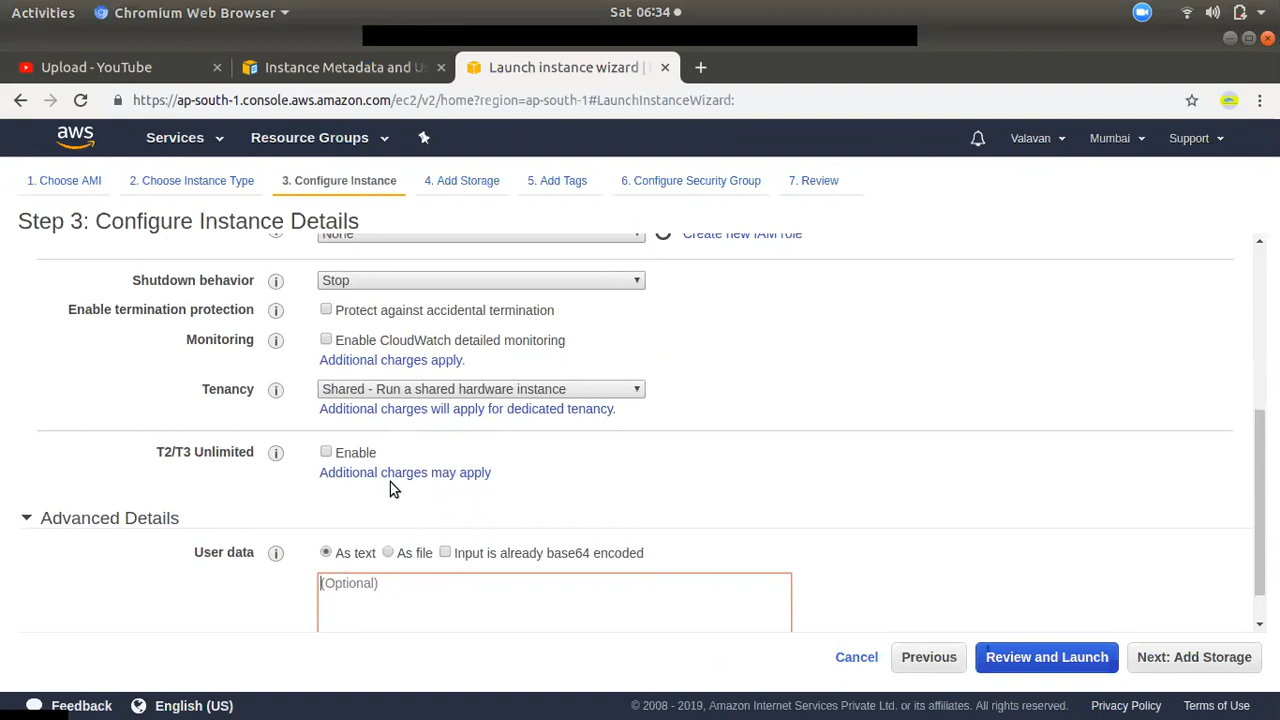 Activities Chromium Web Browser Sat 06:34
Upload - YouTube Instance Metadata and Us Launch instance wizard |
https://ap-south-1.console.aws.amazon.com/ec2/v2/home?region=ap-south-1#LaunchInstanceWizard:
aws Services Resource Groups Valavan Mumbai Support
1. Choose AMI 2. Choose Instance Type 3. Configure Instance 4. Add Storage 5. Add Tags 6. Configure Security Group 7. Review
Step 3: Configure Instance Details
None Create new IAM role
Shutdown behavior Stop
Enable termination protection Protect against accidental termination
Monitoring Enable CloudWatch detailed monitoring
Additional charges apply.
Tenancy Shared - Run a shared hardware instance
Additional charges will apply for dedicated tenancy.
T2/T3 Unlimited Enable
Additional charges may apply
Advanced Details
User data As text As file Input is already base64 encoded
(Optional)
Cancel Previous Review and Launch Next: Add Storage
Feedback English (US) © 2008 - 2019, Amazon Internet Services Private Ltd. or its affiliates. All rights reserved. Privacy Policy Terms of Use